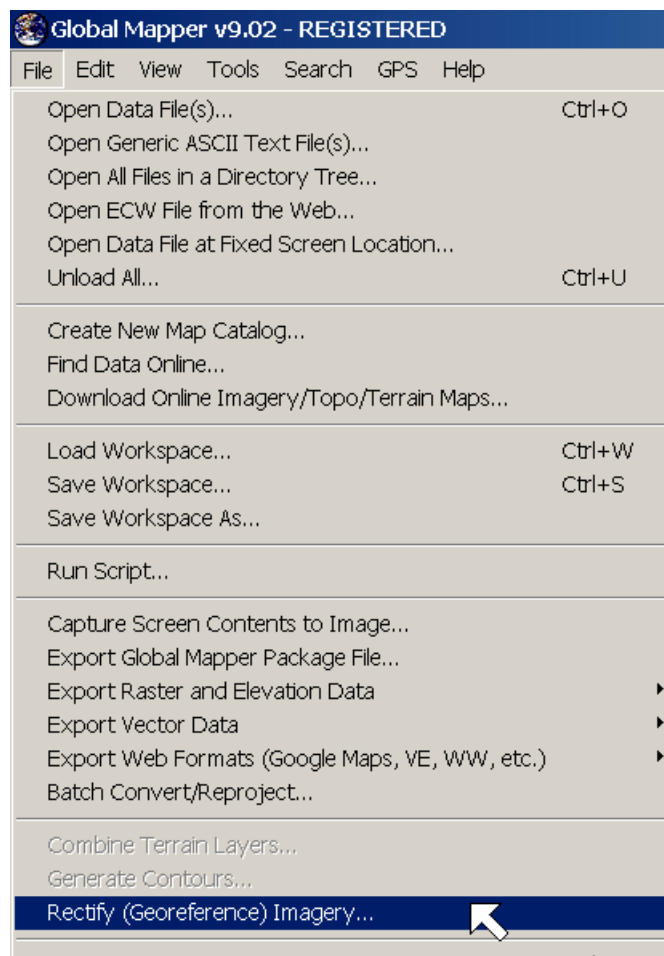 Global Mapper v9.02 - REGISTERED
File Edit View Tools Search GPS Help
Open Data File(s)... Ctrl+O
Open Generic ASCII Text File(s)...
Open All Files in a Directory Tree...
Open ECW File from the Web...
Open Data File at Fixed Screen Location...
Unload All... Ctrl+U
Create New Map Catalog...
Find Data Online...
Download Online Imagery/Topo/Terrain Maps...
Load Workspace... Ctrl+W
Save Workspace... Ctrl+S
Save Workspace As...
Run Script...
Capture Screen Contents to Image...
Export Global Mapper Package File...
Export Raster and Elevation Data
Export Vector Data
Export Web Formats (Google Maps, VE, WW, etc.)
Batch Convert/Reproject...
Combine Terrain Layers...
Generate Contours...
Rectify (Georeference) Imagery...